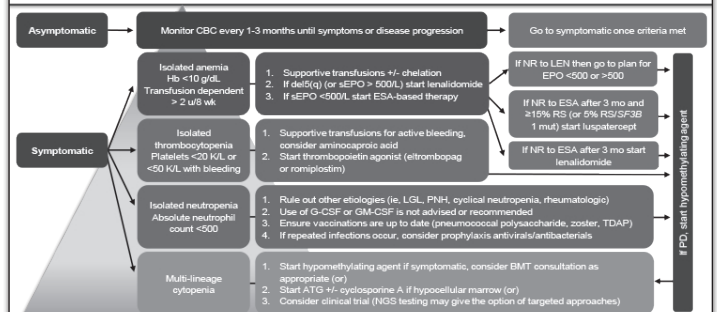 Asymptomatic
Monitor CBC every 1-3 months until symptoms or disease progression
Go to symptomatic once criteria met
Symptomatic
Isolated anemia
Hb <10 g/dL
Transfusion dependent
> 2 u/8 wk
1. Supportive transfusions +/- chelation
2. If del5(q) (or sEPO > 500/L) start lenalidomide
3. If sEPO <500/L start ESA-based therapy
If NR to LEN then go to plan for
EPO <500 or >500
If NR to ESA after 3 mo and
≥15% RS (or 5% RS/SF3B
1 mut) start luspatercept
If NR to ESA after 3 mo start
lenalidomide
Isolated
thrombocytopenia
Platelets <20 K/L or
<50 K/L with bleeding
1. Supportive transfusions for active bleeding,
consider aminocaproic acid
2. Start thrombopoietin agonist (eltrombopag
or romiplostim)
Isolated neutropenia
Absolute neutrophil
count <500
1. Rule out other etiologies (ie, LGL, PNH, cyclical neutropenia, rheumatologic)
2. Use of G-CSF or GM-CSF is not advised or recommended
3. Ensure vaccinations are up to date (pneumococcal polysaccharide, zoster, TDAP)
4. If repeated infections occur, consider prophylaxis antivirals/antibacterials
Multi-lineage
cytopenia
1. Start hypomethylating agent if symptomatic, consider BMT consultation as
appropriate (or)
2. Start ATG +/- cyclosporine A if hypocellular marrow (or)
3. Consider clinical trial (NGS testing may give the option of targeted approaches)
If PD, start hypomethylating agent